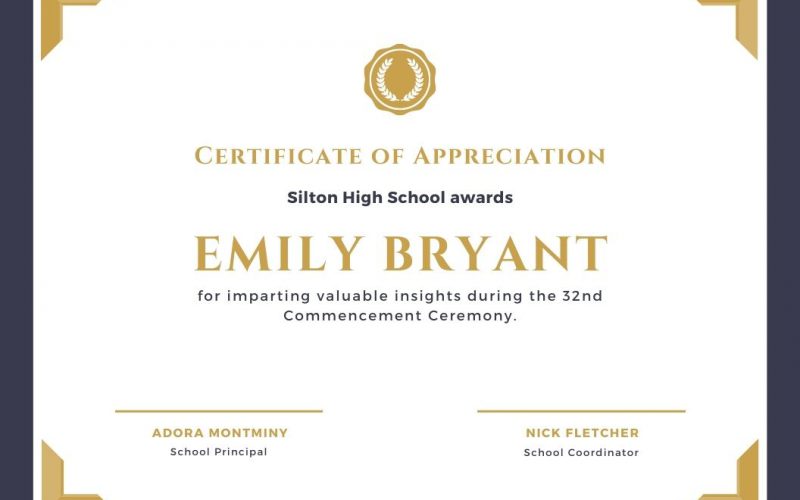 CERTIFICATE OF APPRECIATION
Silton High School awards
EMILY BRYANT
for imparting valuable insights during the 32nd
Commencement Ceremony.
ADORA MONTMINY
School Principal
NICK FLETCHER
School Coordinator